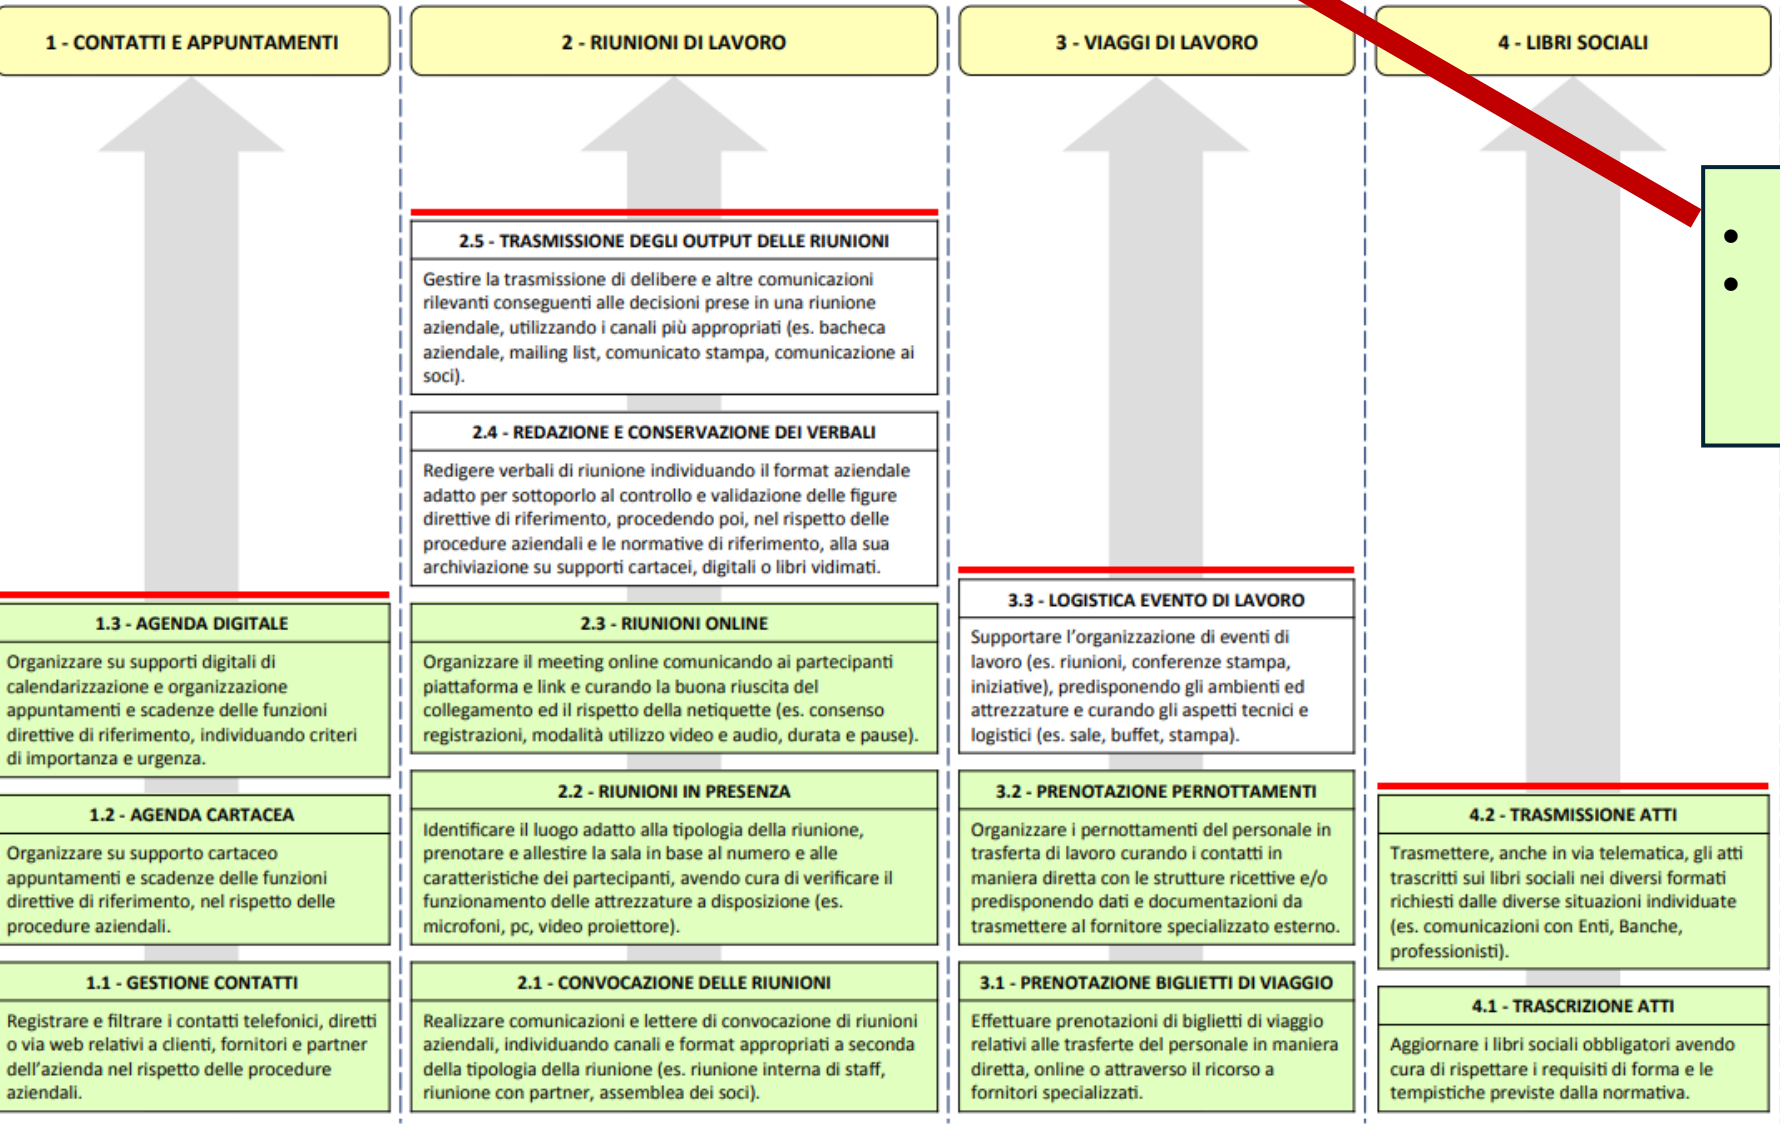 1 - CONTATTI E APPUNTAMENTI
1.3 - AGENDA DIGITALE
Organizzare su supporti digitali di
calendarizzazione e organizzazione
appuntamenti e scadenze delle funzioni
direttive di riferimento, individuando criteri
di importanza e urgenza.
1.2 - AGENDA CARTACEA
Organizzare su supporto cartaceo
appuntamenti e scadenze delle funzioni
direttive di riferimento, nel rispetto delle
procedure aziendali.
1.1 - GESTIONE CONTATTI
Registrare e filtrare i contatti telefonici, diretti
o via web relativi a clienti, fornitori e partner
dell'azienda nel rispetto delle procedure
aziendali.
2 - RIUNIONI DI LAVORO
2.5 - TRASMISSIONE DEGLI OUTPUT DELLE RIUNIONI
Gestire la trasmissione di delibere e altre comunicazioni
rilevanti conseguenti alle decisioni prese in una riunione
aziendale, utilizzando i canali più appropriati (es. bacheca
aziendale, mailing list, comunicato stampa, comunicazione ai
soci).
2.4 - REDAZIONE E CONSERVAZIONE DEI VERBALI
Redigere verbali di riunione individuando il format aziendale
adatto per sottoporlo al controllo e validazione delle figure
direttive di riferimento, procedendo poi, nel rispetto delle
procedure aziendali e le normative di riferimento, alla sua
archiviazione su supporti cartacei, digitali o libri vidimati.
2.3 - RIUNIONI ONLINE
Organizzare il meeting online comunicando ai partecipanti
piattaforma e link e curando la buona riuscita del
collegamento ed il rispetto della netiquette (es. consenso
registrazioni, modalità utilizzo video e audio, durata e pause).
2.2 - RIUNIONI IN PRESENZA
Identificare il luogo adatto alla tipologia della riunione,
prenotare e allestire la sala in base al numero e alle
caratteristiche dei partecipanti, avendo cura di verificare il
funzionamento delle attrezzature a disposizione (es.
microfoni, pc, video proiettore).
2.1 - CONVOCAZIONE DELLE RIUNIONI
Realizzare comunicazioni e lettere di convocazione di riunioni
aziendali, individuando canali e format appropriati a seconda
della tipologia della riunione (es. riunione interna di staff,
riunione con partner, assemblea dei soci).
3 - VIAGGI DI LAVORO
3.3 - LOGISTICA EVENTO DI LAVORO
Supportare l'organizzazione di eventi di
lavoro (es. riunioni, conferenze stampa,
iniziative), predisponendo gli ambienti ed
attrezzature e curando gli aspetti tecnici e
logistici (es. sale, buffet, stampa).
3.2 - PRENOTAZIONE PERNOTTAMENTI
Organizzare i pernottamenti del personale in
trasferta di lavoro curando i contatti in
maniera diretta con le strutture ricettive e/o
predisponendo dati e documentazioni da
trasmettere al fornitore specializzato esterno.
3.1 - PRENOTAZIONE BIGLIETTI DI VIAGGIO
Effettuare prenotazioni di biglietti di viaggio
relativi alle trasferte del personale in maniera
diretta, online o attraverso il ricorso a
fornitori specializzati.
4 - LIBRI SOCIALI
4.2 - TRASMISSIONE ATTI
Trasmettere, anche in via telematica, gli atti
trascritti sui libri sociali nei diversi formati
richiesti dalle diverse situazioni individuate
(es. comunicazioni con Enti, Banche,
professionisti).
4.1 - TRASCRIZIONE ATTI
Aggiornare i libri sociali obbligatori avendo
cura di rispettare i requisiti di forma e le
tempistiche previste dalla normativa.